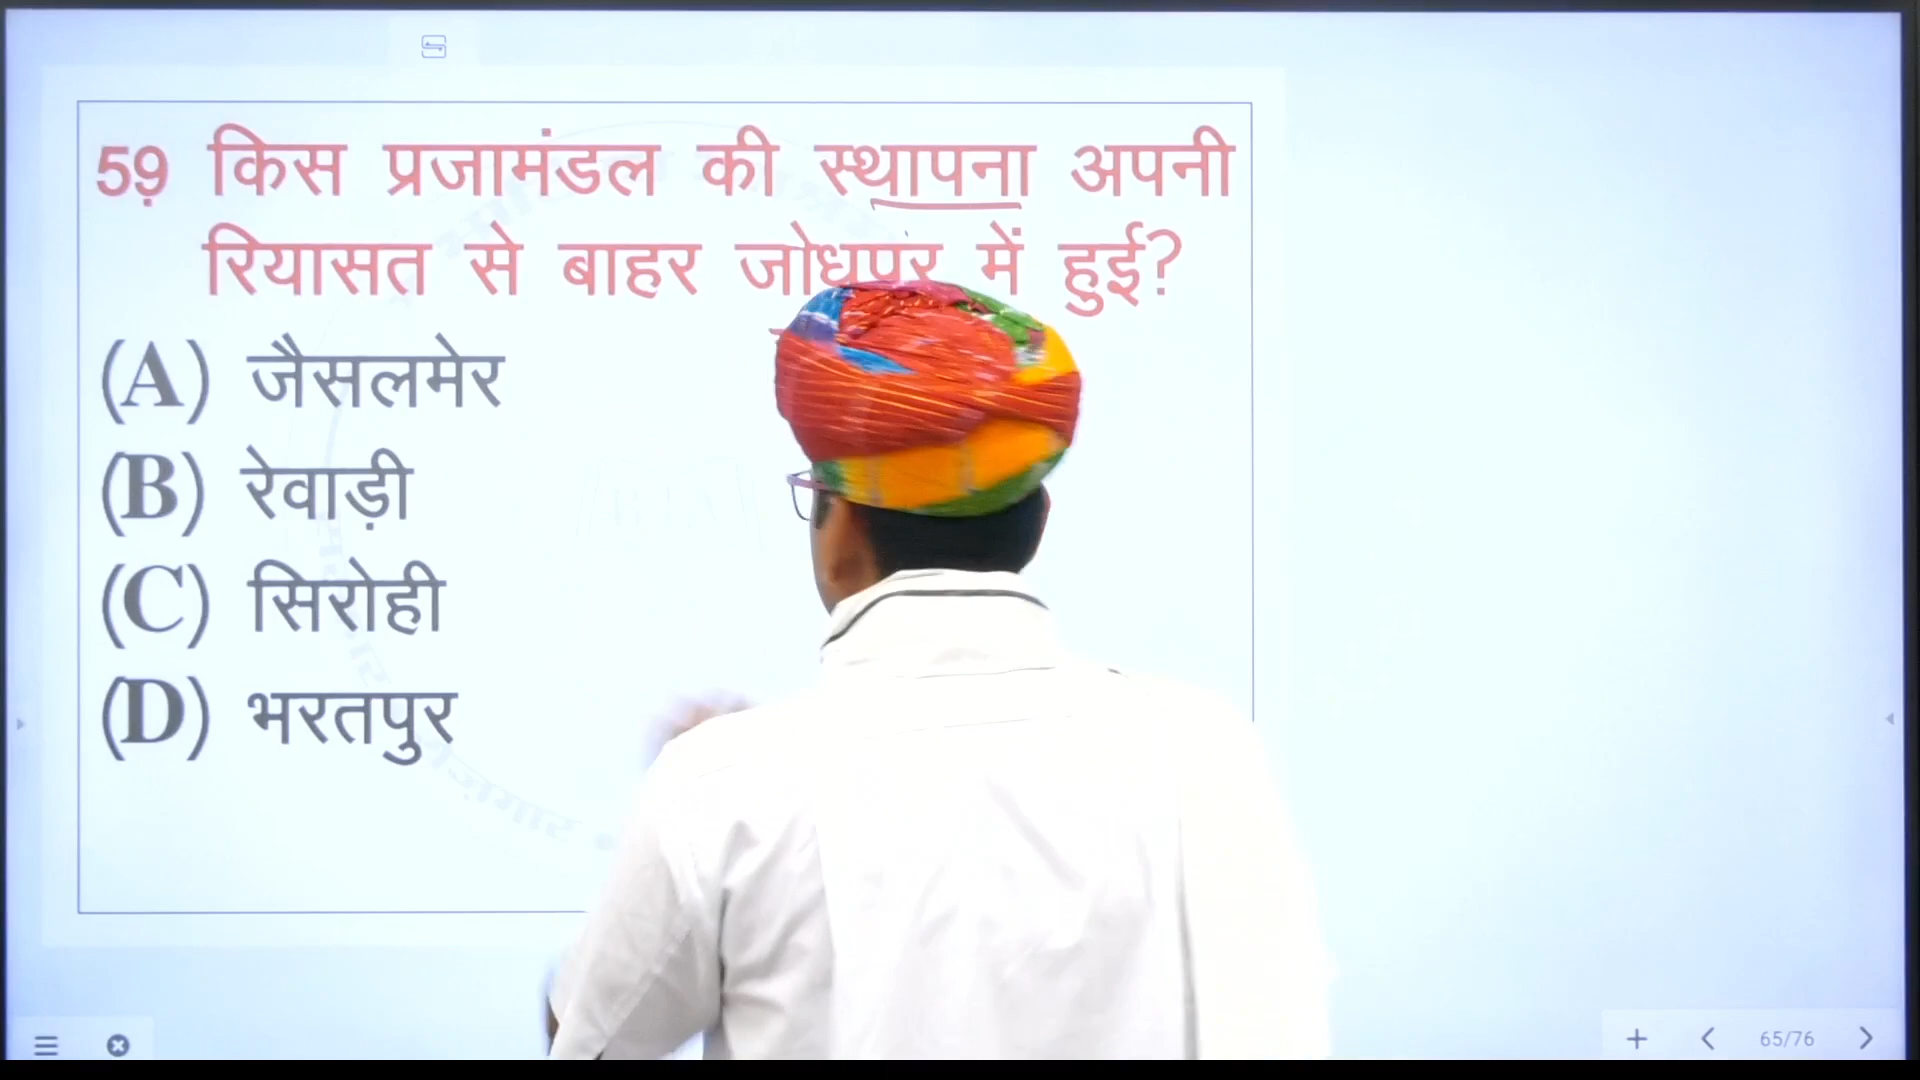 59. किस प्रजामंडल की स्थापना अपनी
रियासत से बाहर जोधपुर में हुई?
(A) जैसलमेर
(B) रेवाड़ी
(C) सिरोही
(D) भरतपुर
65/76